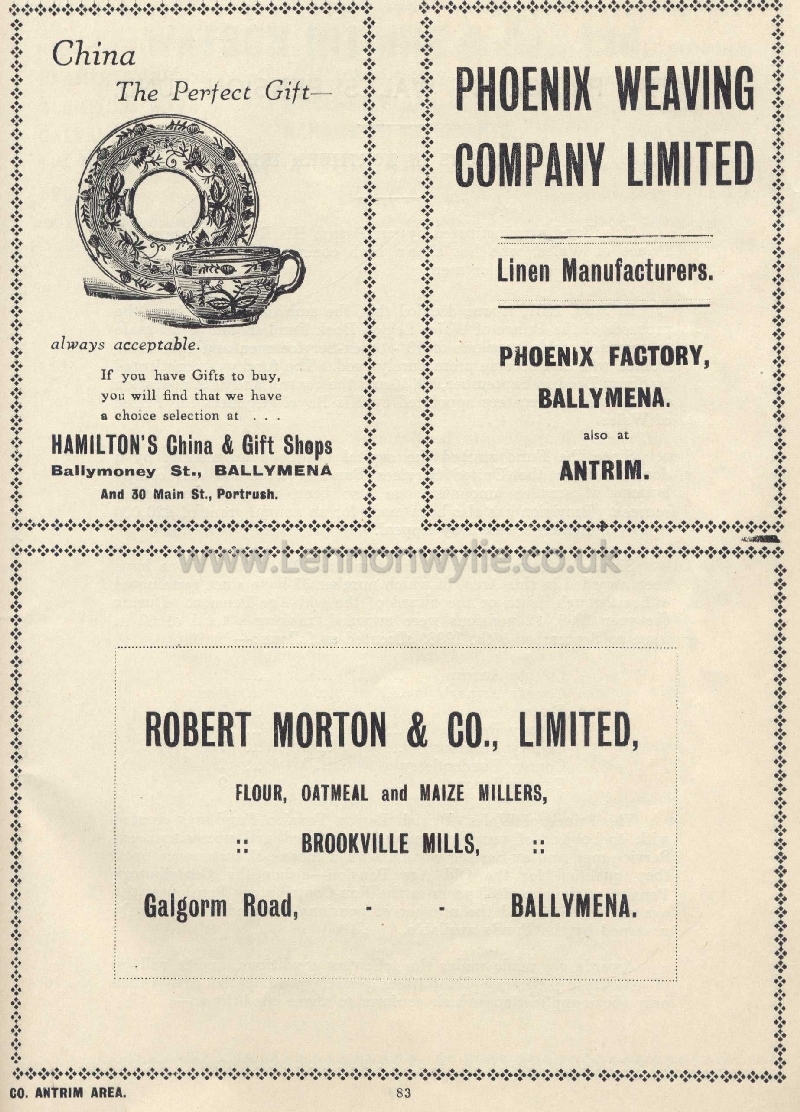 China
The Perfect Gift—
always acceptable.
If you have Gifts to buy,
you will find that we have
a choice selection at . . .
HAMILTON'S China & Gift Shops
Ballymoney St., BALLYMENA
And 30 Main St., Portrush.
PHOENIX WEAVING
COMPANY LIMITED
Linen Manufacturers.
PHOENIX FACTORY,
BALLYMENA.
also at
ANTRIM.
www.Lennonwylie.co.uk
ROBERT MORTON & CO., LIMITED,
FLOUR, OATMEAL and MAIZE MILLERS,
:: BROOKVILLE MILLS, ::
Galgorm Road, - - BALLYMENA.
CO. ANTRIM AREA. 83